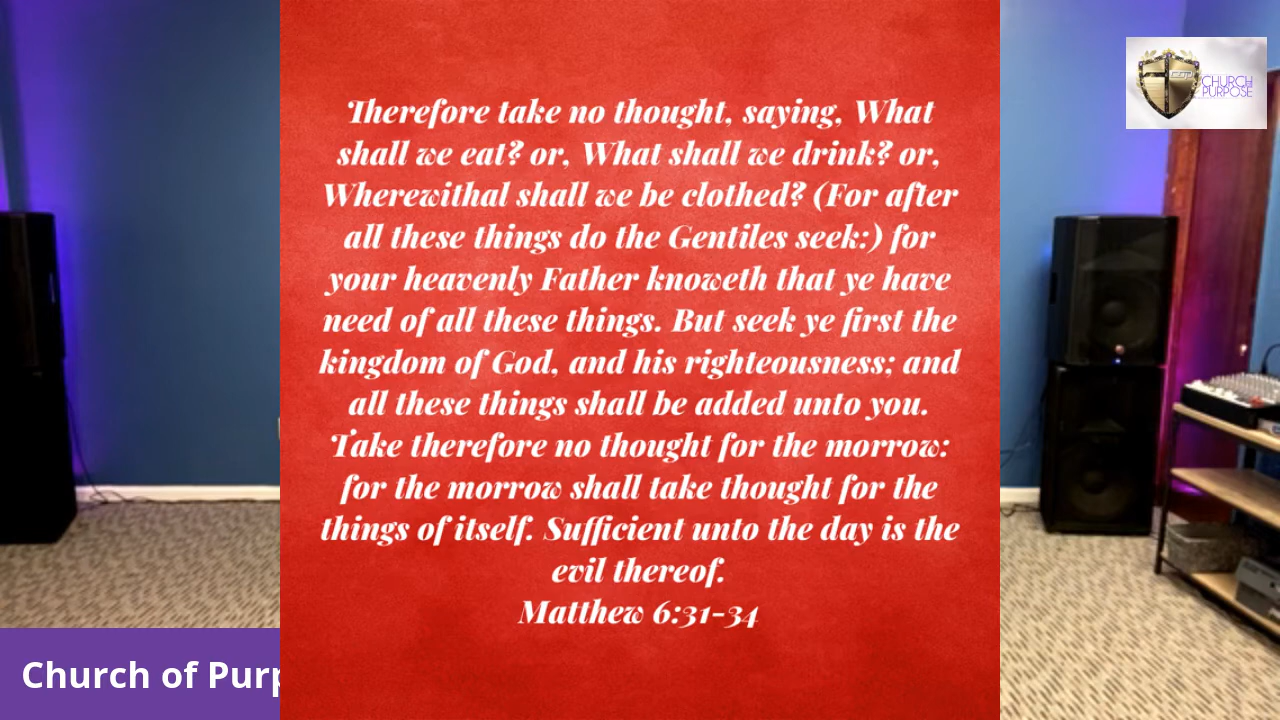 Therefore take no thought, saying, What
shall we eat? or, What shall we drink? or,
Wherewithal shall we be clothed? (For after
all these things do the Gentiles seek:) for
your heavenly Father knoweth that ye have
need of all these things. But seek ye first the
kingdom of God, and his righteousness; and
all these things shall be added unto you.
Take therefore no thought for the morrow:
for the morrow shall take thought for the
things of itself. Sufficient unto the day is the
evil thereof.
Matthew 6:31-34
CHURCH
PURPOSE
Church of Purp